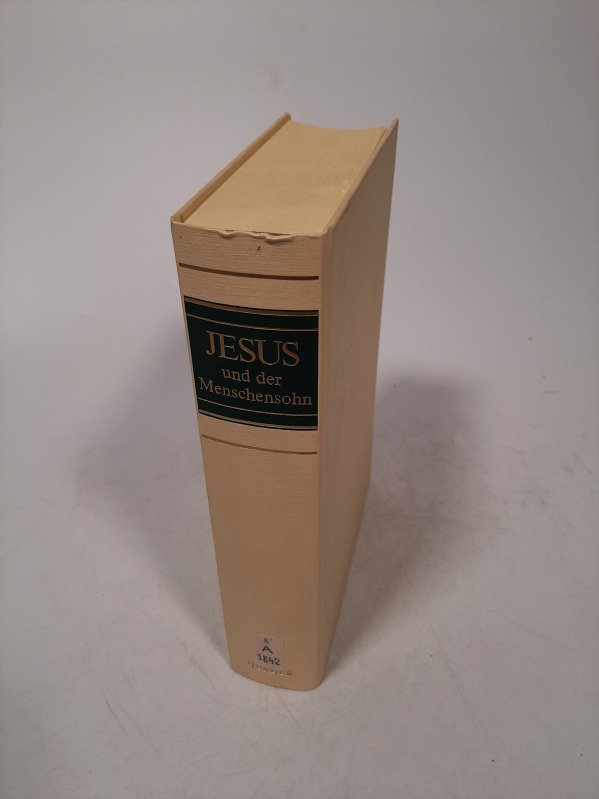 JESUS
und der
Menschensohn
A
1842